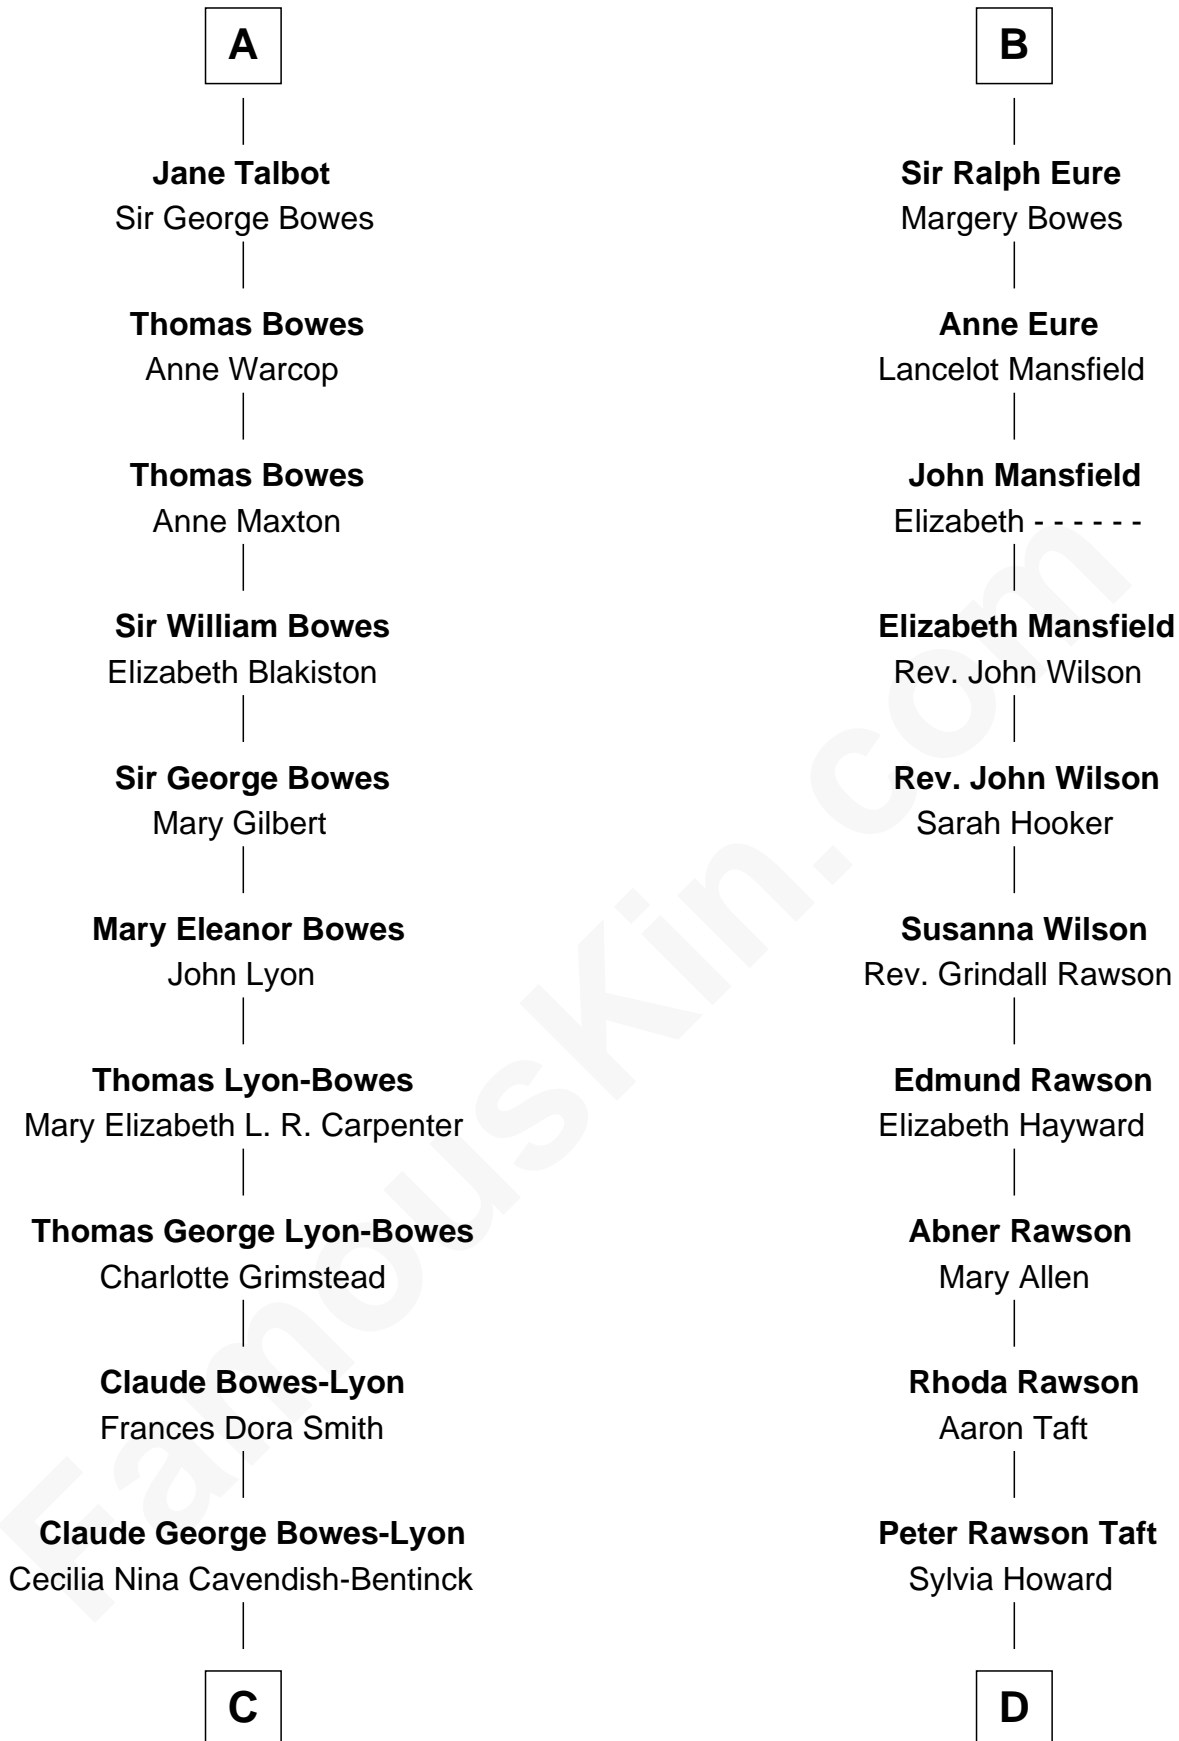 A
Jane Talbot
Sir George Bowes
Thomas Bowes
Anne Warcop
Thomas Bowes
Anne Maxton
Sir William Bowes
Elizabeth Blakiston
Sir George Bowes
Mary Gilbert
Mary Eleanor Bowes
John Lyon
Thomas Lyon-Bowes
Mary Elizabeth L. R. Carpenter
Thomas George Lyon-Bowes
Charlotte Grimstead
Claude Bowes-Lyon
Frances Dora Smith
Claude George Bowes-Lyon
Cecilia Nina Cavendish-Bentinck
C
B
Sir Ralph Eure
Margery Bowes
Anne Eure
Lancelot Mansfield
John Mansfield
Elizabeth - - - - - -
Elizabeth Mansfield
Rev. John Wilson
Rev. John Wilson
Sarah Hooker
Susanna Wilson
Rev. Grindall Rawson
Edmund Rawson
Elizabeth Hayward
Abner Rawson
Mary Allen
Rhoda Rawson
Aaron Taft
Peter Rawson Taft
Sylvia Howard
D
FamousKin.com